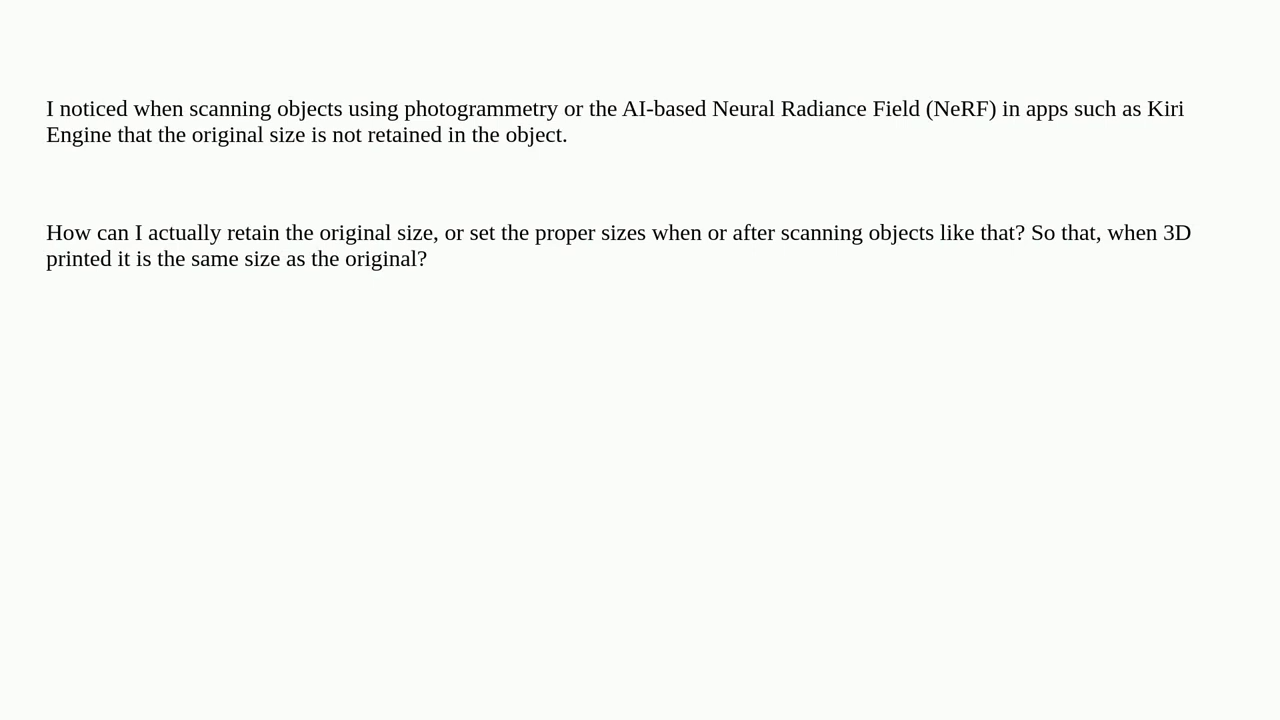 I noticed when scanning objects using photogrammetry or the AI-based Neural Radiance Field (NeRF) in apps such as Kiri
Engine that the original size is not retained in the object.
How can I actually retain the original size, or set the proper sizes when or after scanning objects like that? So that, when 3D
printed it is the same size as the original?